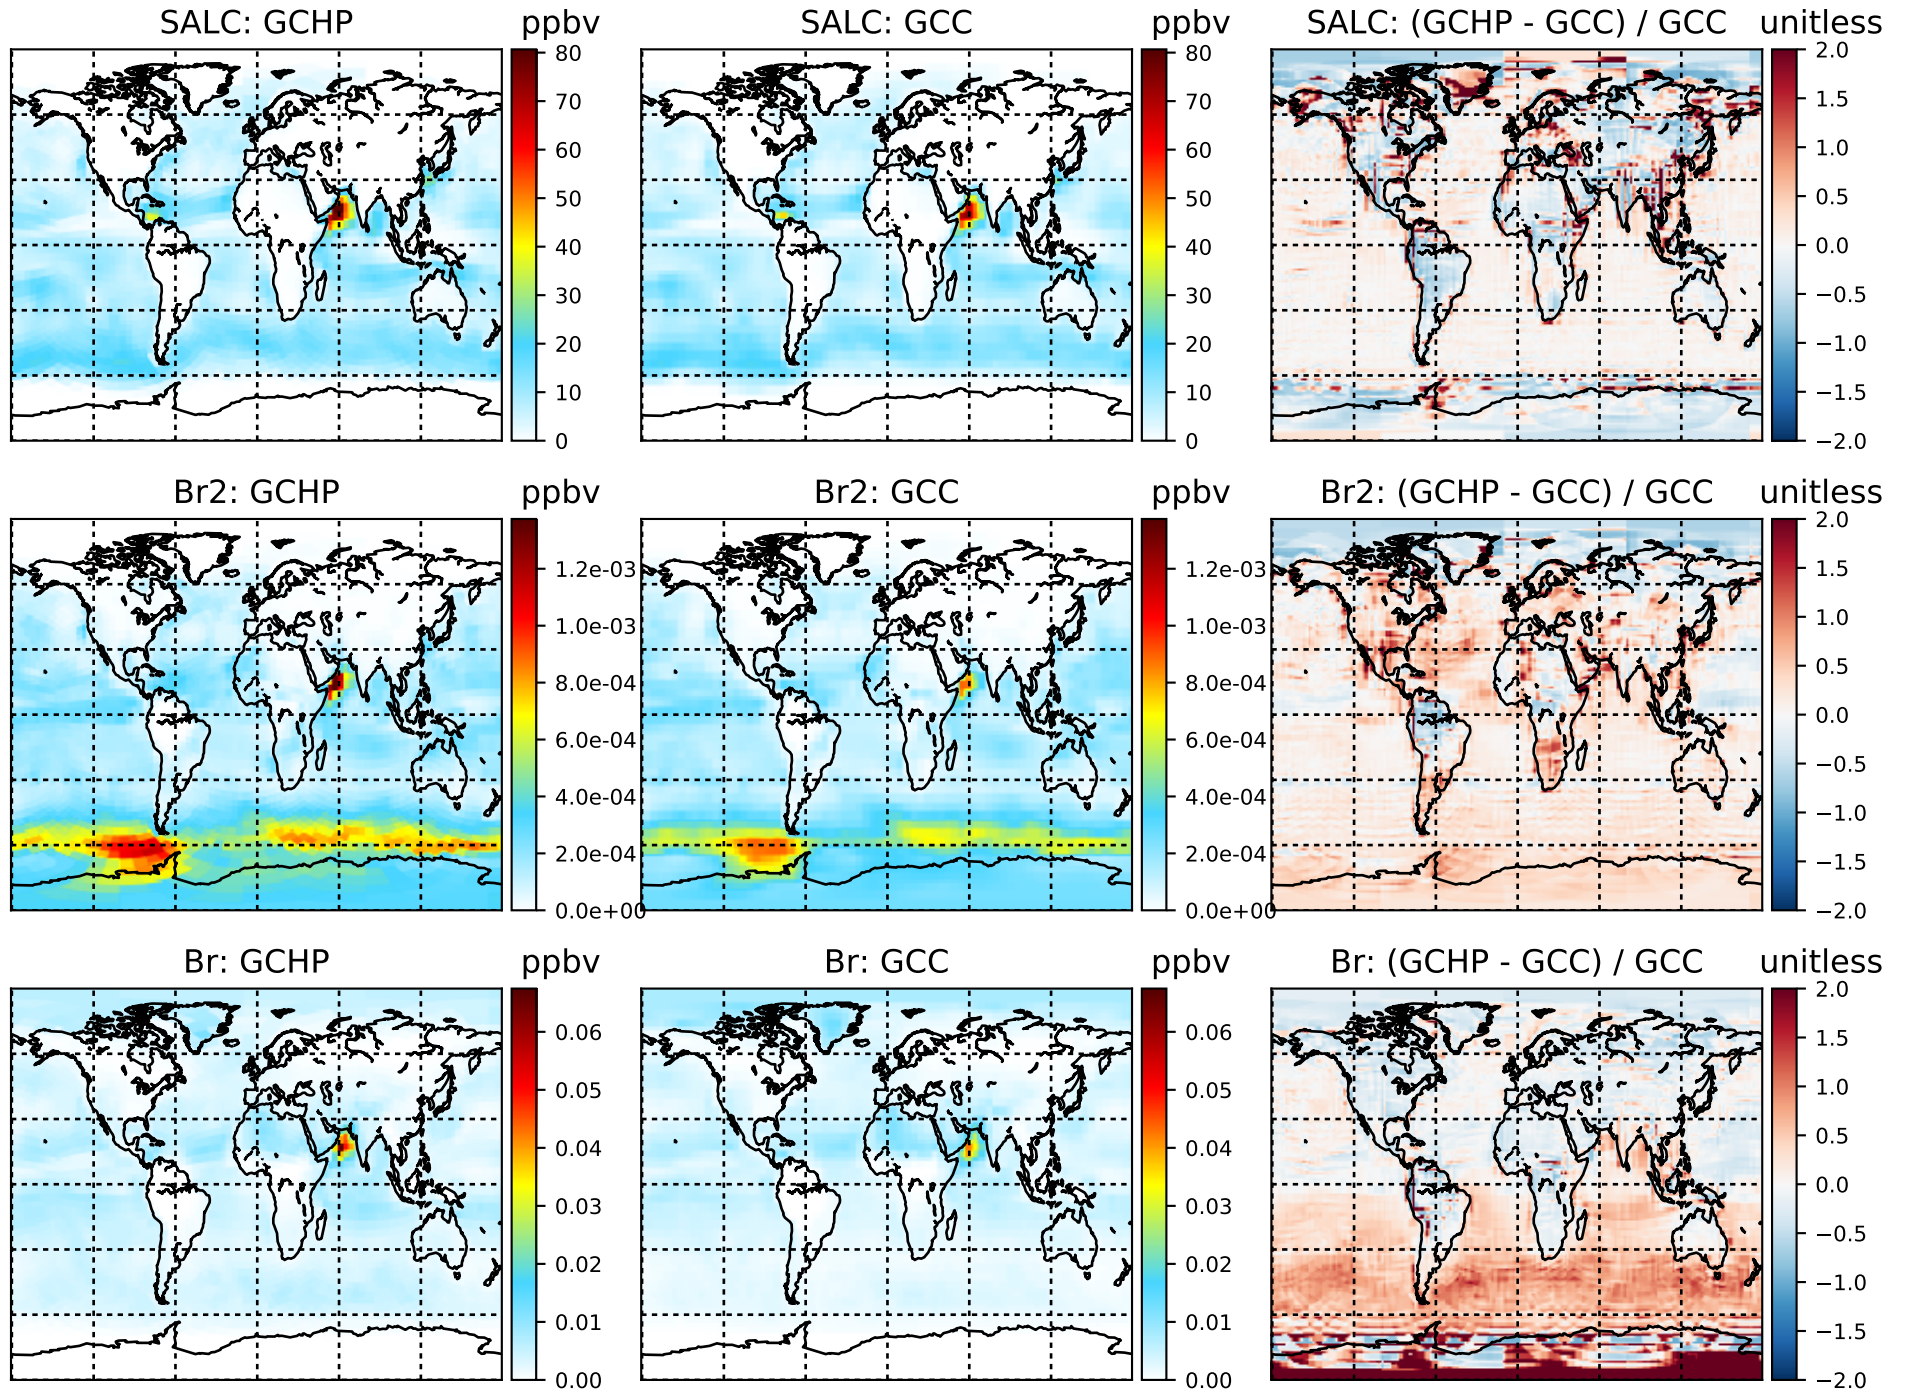 SALC: GCHP ppbv SALC: GCC ppbv SALC: (GCHP - GCC) / GCC unitless
80 80 2.0
70 70 1.5
60 60 1.0
50 50 0.5
40 40 0.0
30 30 −0.5
20 20 −1.0
10 10 −1.5
0 0 −2.0
Br2: GCHP ppbv Br2: GCC ppbv Br2: (GCHP - GCC) / GCC unitless
2.0
1.2e-03 1.2e-03 1.5
1.0e-03 1.0e-03 1.0
8.0e-04 8.0e-04 0.5
6.0e-04 6.0e-04 0.0
4.0e-04 4.0e-04 −0.5
2.0e-04 2.0e-04 −1.0
0.0e+00 0.0e+00 −1.5
−2.0
Br: GCHP ppbv Br: GCC ppbv Br: (GCHP - GCC) / GCC unitless
2.0
0.06 0.06 1.5
0.05 0.05 1.0
0.04 0.04 0.5
0.03 0.03 0.0
0.02 0.02 −0.5
0.01 0.01 −1.0
0.00 0.00 −1.5
−2.0